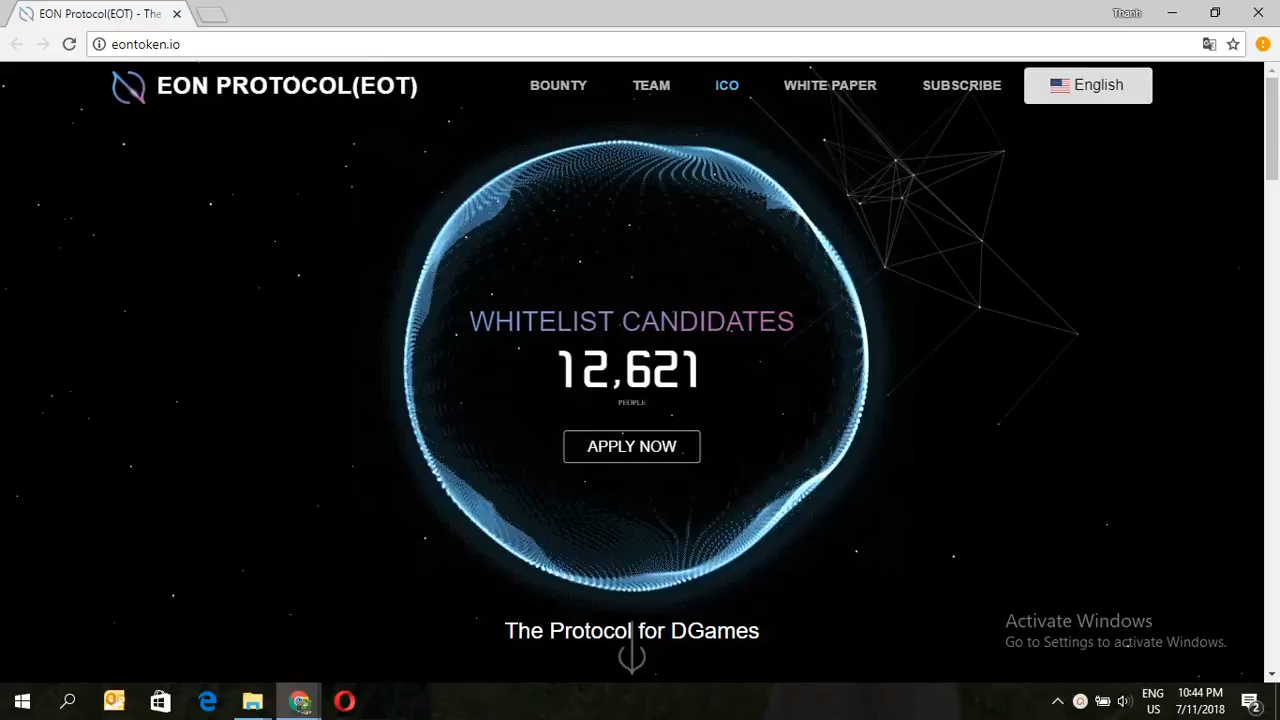 EON Protocol(EOT) - The
Thanh
eontoken.io
EON PROTOCOL(EOT)
BOUNTY
TEAM
ICO
WHITE PAPER
SUBSCRIBE
English
WHITELIST CANDIDATES
12,621
PEOPLE
APPLY NOW
The Protocol for DGames
Activate Windows
Go to Settings to activate Windows.
ENG
US
10:44 PM
7/11/2018
2